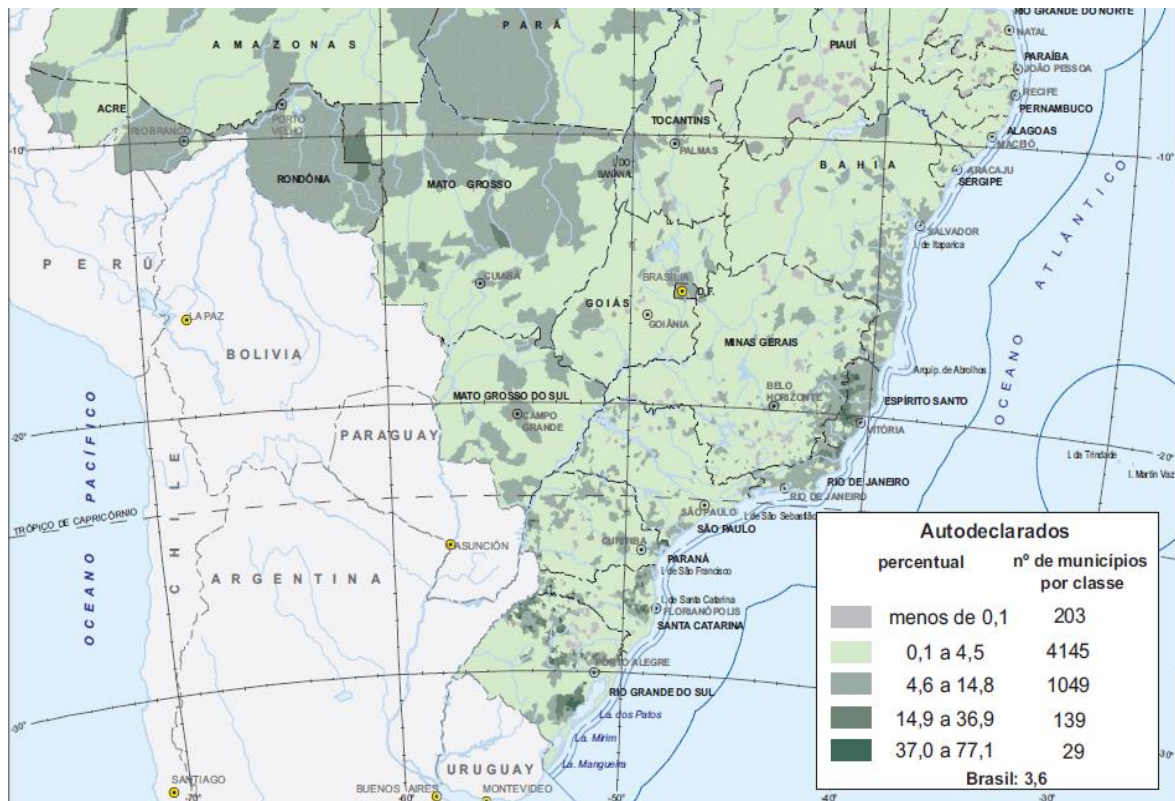 RIO GRANDE DO NORTE
NATAL
PARÁ
AMAZONAS
PIAUÍ
PARAÍBA
JOÃO PESSOA
RECIFE
PERNAMBUCO
ACRE
PORTO
VELHO
TOCANTINS
ALAGOAS
MACEIÓ
RIO BRANCO
-10°
PALMAS
BAHIA
-10°
ARACAJU
SERGIPE
I. DO
BANANAL
RONDÔNIA
MATO GROSSO
SALVADOR
I. de Itaparica
PERÚ
CUIABÁ
BRASÍLIA
D.F.
OCEANO ATLÂNTICO
GOIÁS
GOIÂNIA
LA PAZ
BOLIVIA
MINAS GERAIS
Arquip. de Abrolhos
BELO
HORIZONTE
ESPÍRITO SANTO
MATO GROSSO DO SUL
CAMPO
GRANDE
VITÓRIA
-20°
PARAGUAY
-20°
I. da Trindade
I. Martin Vaz
OCEANO PACÍFICO
CHILE
RIO DE JANEIRO
RIO DE JANEIRO
TRÓPICO DE CAPRICÓRNIO
SÃO PAULO
I. de São Sebastião
SÃO PAULO
ASUNCIÓN
CURITIBA
PARANÁ
I. de São Francisco
ARGENTINA
I. de Santa Catarina
FLORIANÓPOLIS
SANTA CATARINA
PORTO ALEGRE
RIO GRANDE DO SUL
La. dos Patos
-30°
La. Mirim
La. Mangueira
-30°
URUGUAY
SANTIAGO
BUENOS AIRES
MONTEVIDEO
-70°
-60°
-50°
-40°
-30°
Autodeclarados
percentual nº de municípios
por classe
menos de 0,1 203
0,1 a 4,5 4145
4,6 a 14,8 1049
14,9 a 36,9 139
37,0 a 77,1 29
Brasil: 3,6